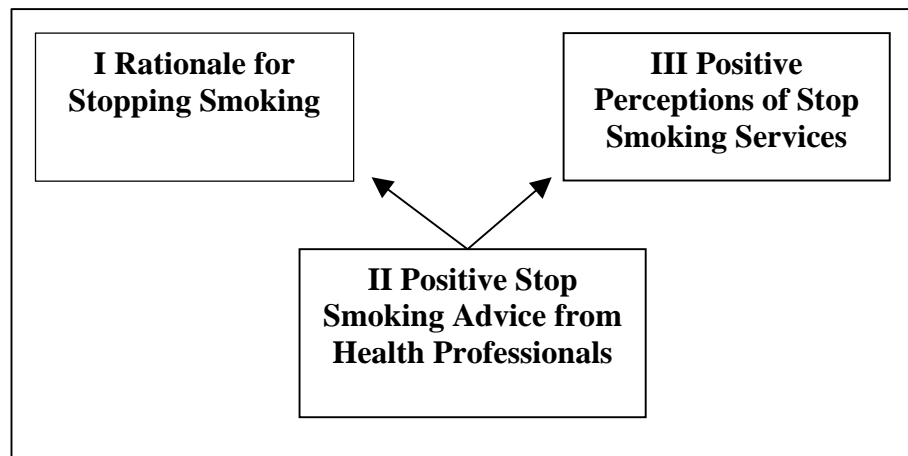 I Rationale for
Stopping Smoking
III Positive
Perceptions of Stop
Smoking Services
II Positive Stop
Smoking Advice from
Health Professionals